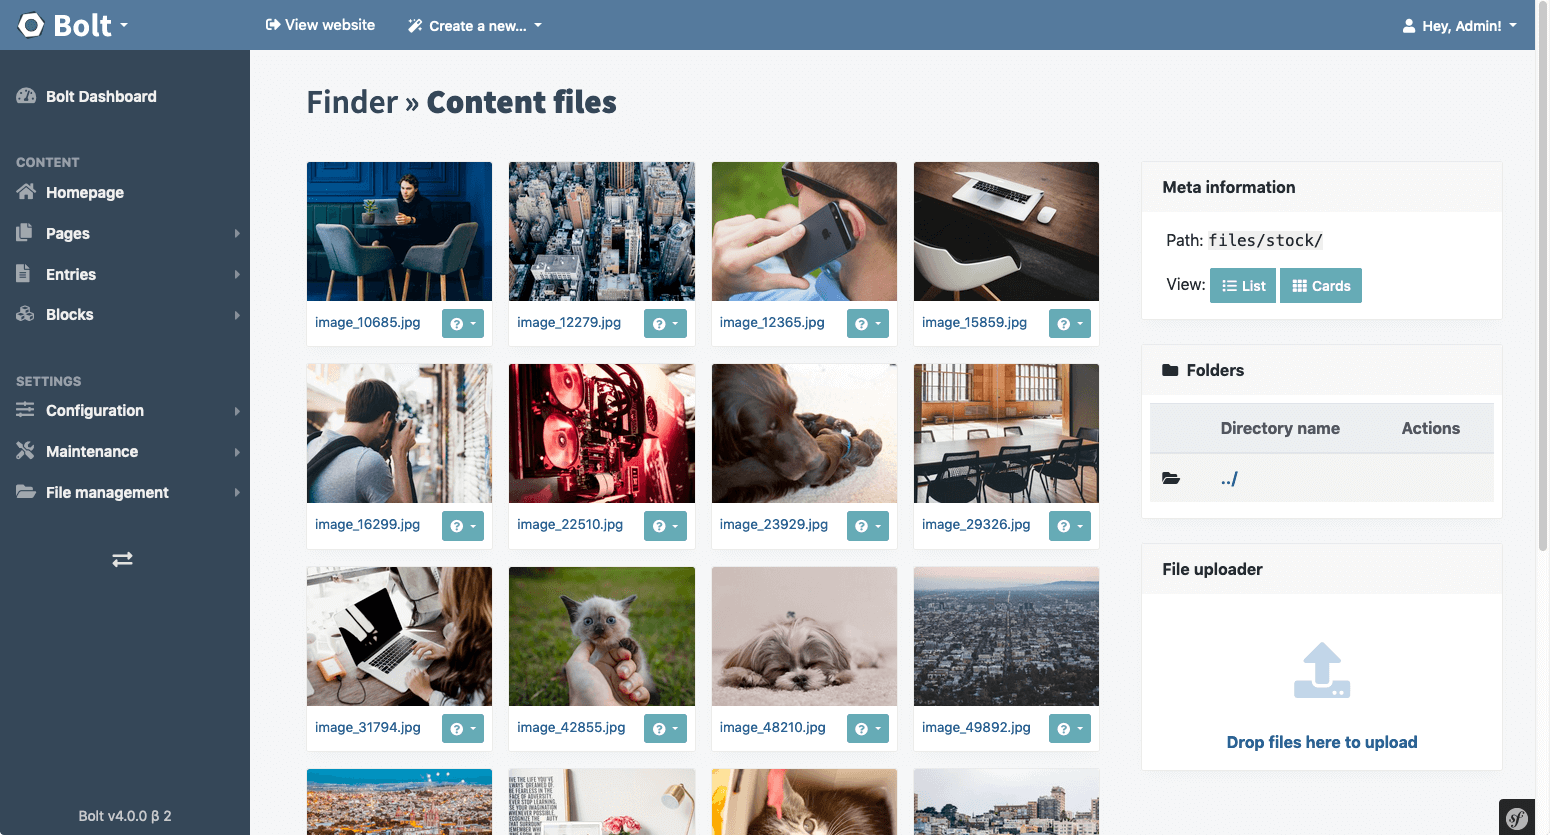 Bolt
View website
Create a new...
Hey, Admin!
Bolt Dashboard
CONTENT
Homepage
Pages
Entries
Blocks
SETTINGS
Configuration
Maintenance
File management
Bolt v4.0.0 β 2
Finder » Content files
image_10685.jpg
image_12279.jpg
image_12365.jpg
image_15859.jpg
image_16299.jpg
image_22510.jpg
image_23929.jpg
image_29326.jpg
image_31794.jpg
image_42855.jpg
image_48210.jpg
image_49892.jpg
Meta information
Path: files/stock/
View: List Cards
Folders
Directory name Actions
../
File uploader
Drop files here to upload